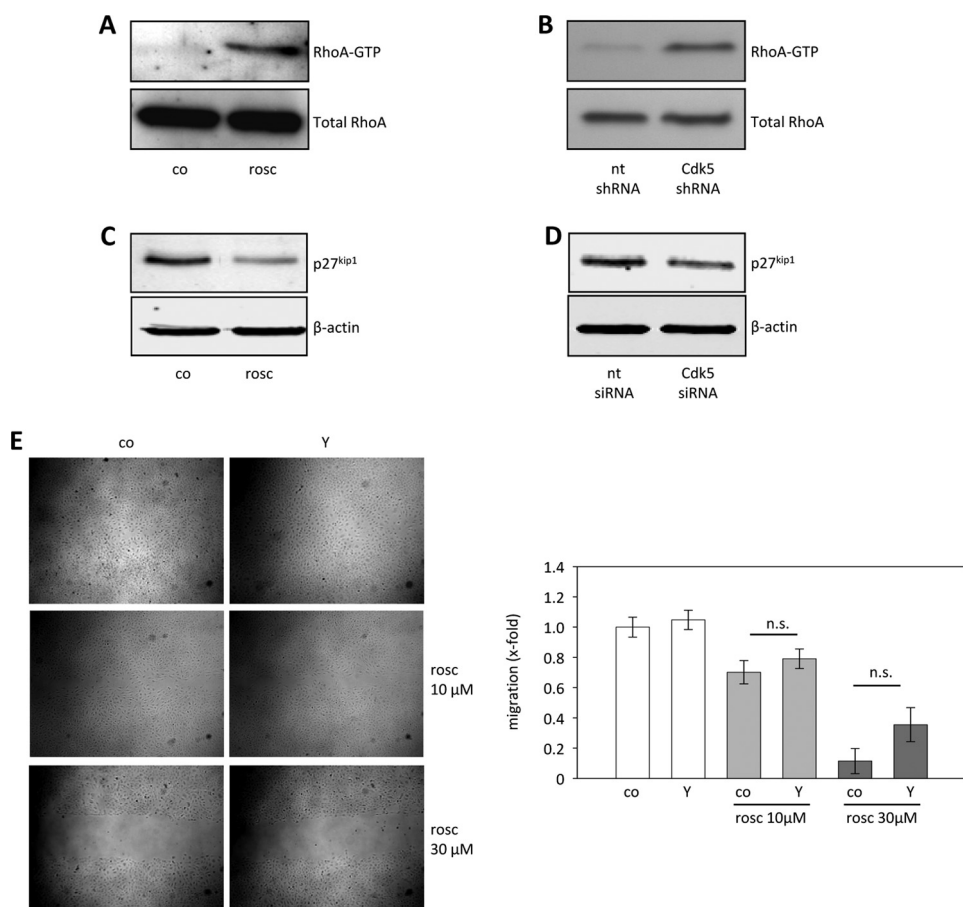 A
RhoA-GTP
Total RhoA
co rosc
B
RhoA-GTP
Total RhoA
nt Cdk5
shRNA shRNA
C
p27kip1
β-actin
co rosc
D
p27kip1
β-actin
nt Cdk5
siRNA siRNA
E
co Y
rosc
10 µM
rosc
30 µM
migration (x-fold)
1.4
1.2
1.0
0.8
0.6
0.4
0.2
0
n.s.
n.s.
co Y co Y co Y
rosc 10µM rosc 30µM